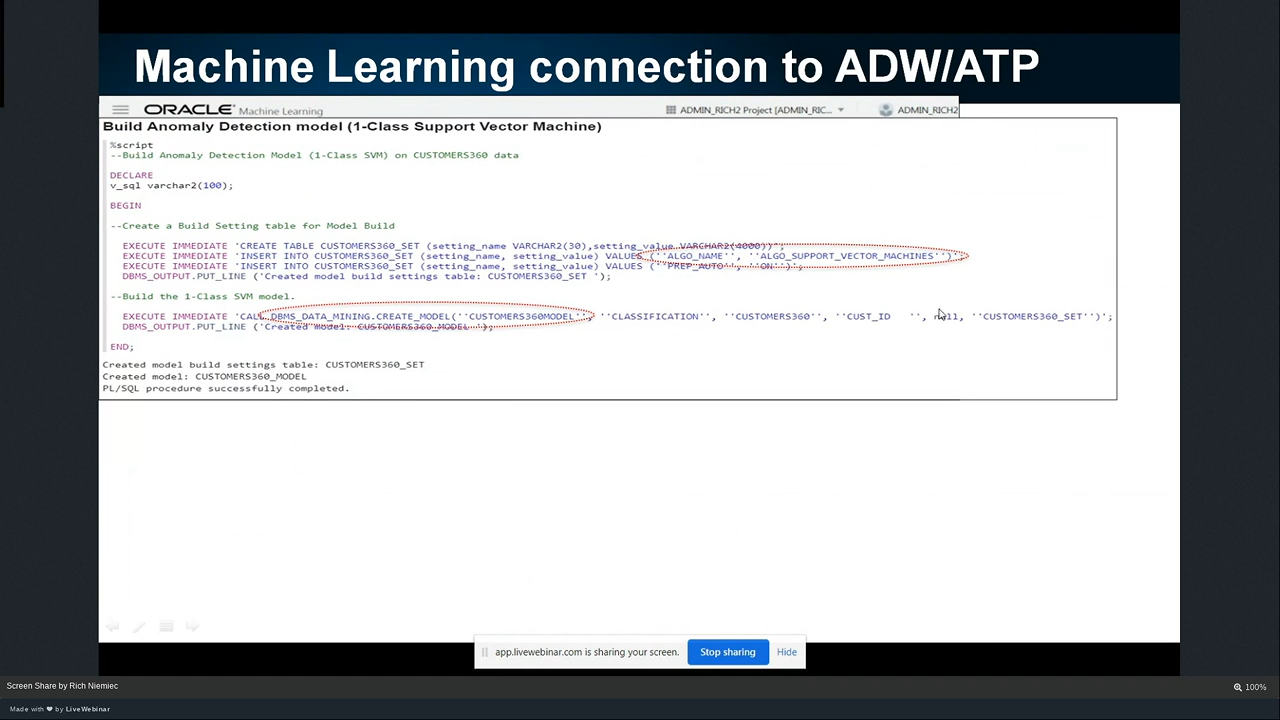 Machine Learning connection to ADW/ATP
ORACLE Machine Learning ADMIN_RICH2 Project [ADMIN_RIC... ADMIN_RICH2
Build Anomaly Detection model (1-Class Support Vector Machine)
%script
--Build Anomaly Detection Model (1-Class SVM) on CUSTOMERS360 data
DECLARE
v_sql varchar2(100);
BEGIN
--Create a Build Setting table for Model Build
EXECUTE IMMEDIATE 'CREATE TABLE CUSTOMERS360_SET (setting_name VARCHAR2(30),setting_value VARCHAR2(4000))';
EXECUTE IMMEDIATE 'INSERT INTO CUSTOMERS360_SET (setting_name, setting_value) VALUES (''ALGO_NAME'', ''ALGO_SUPPORT_VECTOR_MACHINES'')';
EXECUTE IMMEDIATE 'INSERT INTO CUSTOMERS360_SET (setting_name, setting_value) VALUES (''PREP_AUTO'', ''ON'')';
DBMS_OUTPUT.PUT_LINE ('Created model build settings table: CUSTOMERS360_SET ');
--Build the 1-Class SVM model.
EXECUTE IMMEDIATE 'CALL DBMS_DATA_MINING.CREATE_MODEL(''CUSTOMERS360MODEL'', ''CLASSIFICATION'', ''CUSTOMERS360'', ''CUST_ID '', null, ''CUSTOMERS360_SET'')';
DBMS_OUTPUT.PUT_LINE ('Created model: CUSTOMERS360_MODEL ');
END;
Created model build settings table: CUSTOMERS360_SET
Created model: CUSTOMERS360_MODEL
PL/SQL procedure successfully completed.
app.livewebinar.com is sharing your screen. Stop sharing Hide
Screen Share by Rich Niemiec
100%
Made with ❤ by LiveWebinar